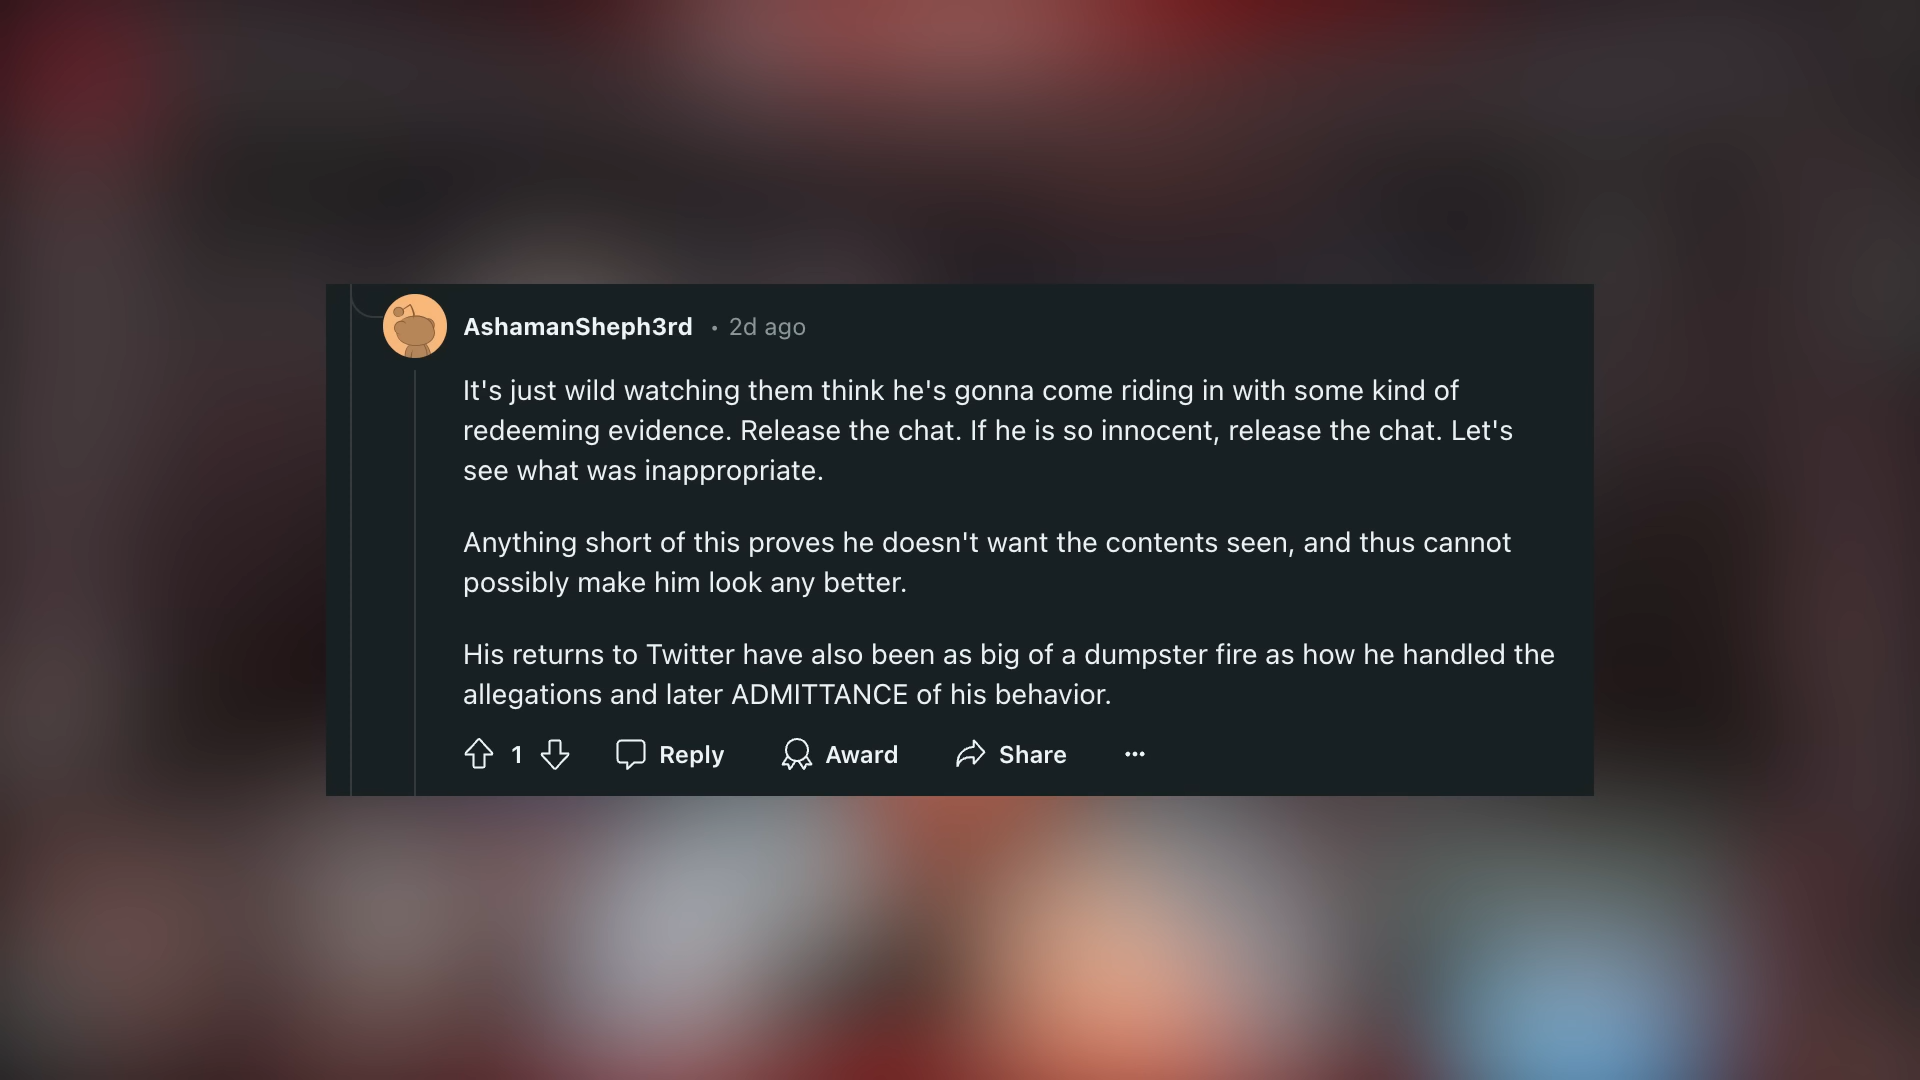 AshamanSheph3rd • 2d ago
It's just wild watching them think he's gonna come riding in with some kind of
redeeming evidence. Release the chat. If he is so innocent, release the chat. Let's
see what was inappropriate.
Anything short of this proves he doesn't want the contents seen, and thus cannot
possibly make him look any better.
His returns to Twitter have also been as big of a dumpster fire as how he handled the
allegations and later ADMITTANCE of his behavior.
1 Reply Award Share ...